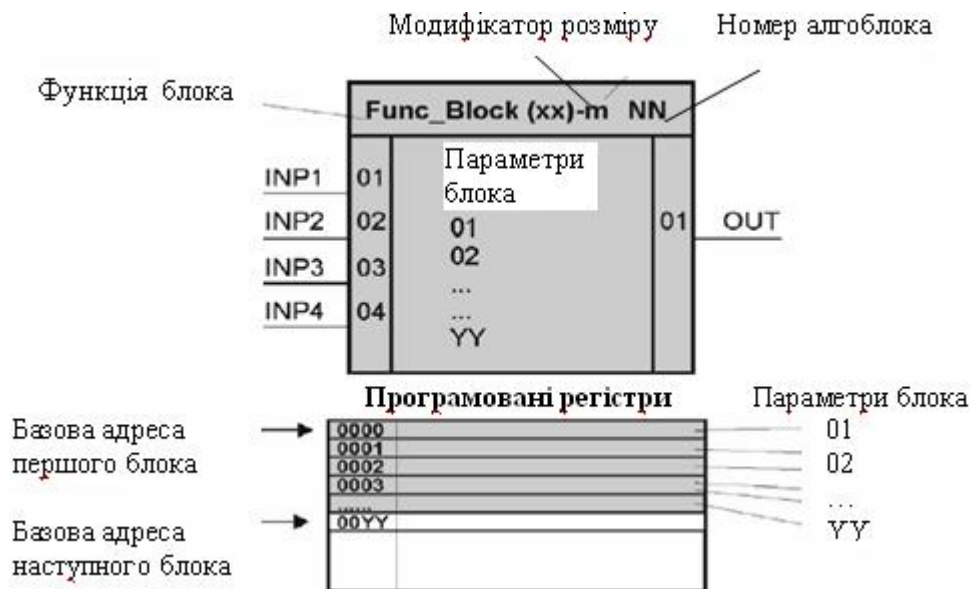 Модифікатор розміру
Номер алгоблока
Функція блока
Func_Block (xx)-m NN
Параметри
блока
INP1 01
INP2 02
INP3 03
INP4 04
01
02
...
...
YY
01 OUT
Програмовані регістри
Параметри блока
Базова адреса
першого блока
0000
0001
0002
0003
......
00YY
01
02
...
YY
Базова адреса
наступного блока